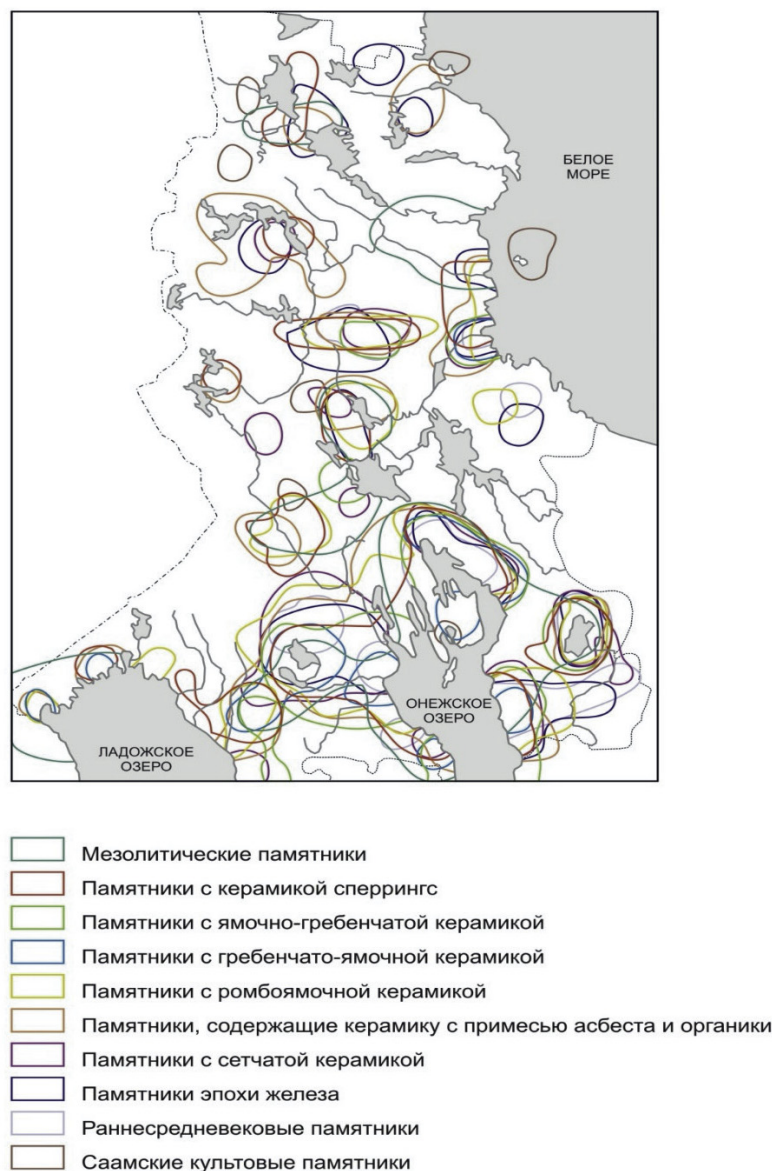 БЕЛОЕ
МОРЕ
ОНЕЖСКОЕ
ОЗЕРО
ЛАДОЖСКОЕ
ОЗЕРО
Мезолитические памятники
Памятники с керамикой сперрингс
Памятники с ямочно-гребенчатой керамикой
Памятники с гребенчато-ямочной керамикой
Памятники с ромбоямочной керамикой
Памятники, содержащие керамику с примесью асбеста и органики
Памятники с сетчатой керамикой
Памятники эпохи железа
Раннесредневековые памятники
Саамские культовые памятники